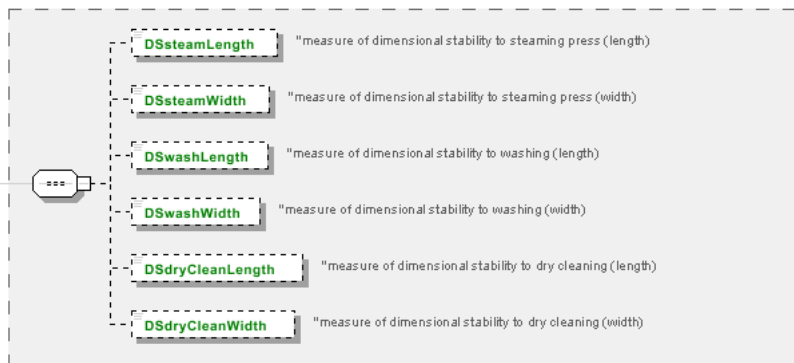 DSsteamLength "measure of dimensional stability to steaming press (length)
DSsteamWidth "measure of dimensional stability to steaming press (width)
DSwashLength "measure of dimensional stability to washing (length)
DSwashWidth "measure of dimensional stability to washing (width)
DSdryCleanLength "measure of dimensional stability to dry cleaning (length)
DSdryCleanWidth "measure of dimensional stability to dry cleaning (width)